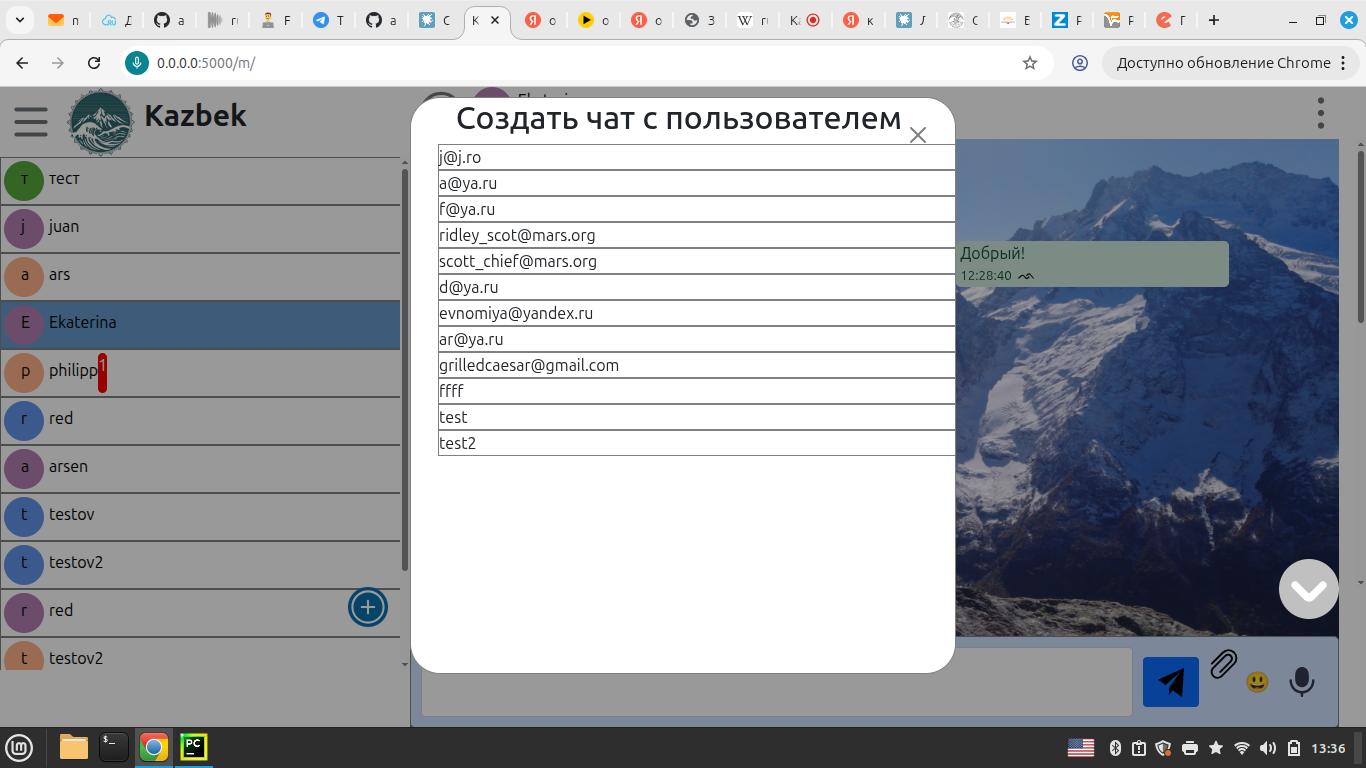 0.0.0.0:5000/m/
Доступно обновление Chrome
Kazbek
Т
тест
j
juan
a
ars
E
Ekaterina
p
philipp
1
r
red
a
arsen
t
testov
t
testov2
r
red
t
testov2
Создать чат с пользователем
j@j.ro
a@ya.ru
f@ya.ru
ridley_scot@mars.org
scott_chief@mars.org
d@ya.ru
evnomiya@yandex.ru
ar@ya.ru
grilledcaesar@gmail.com
ffff
test
test2
Добрый!
12:28:40
PC
13:36